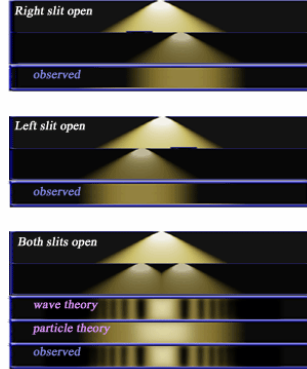 Right slit open
observed
Left slit open
observed
Both slits open
wave theory
particle theory
observed